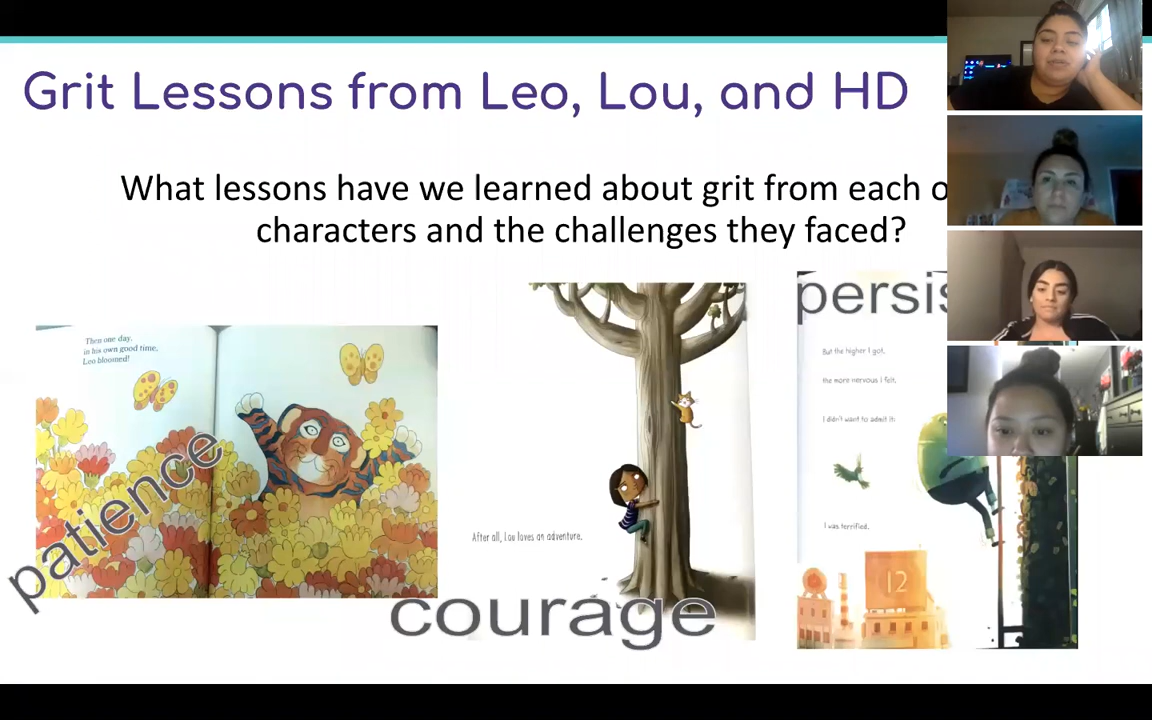 Grit Lessons from Leo, Lou, and HD
What lessons have we learned about grit from each
characters and the challenges they faced?
Then one day,
in his own good time,
Leo bloomed!
patience
After all, Lou loves an adventure.
courage
persis
But the higher I got,
the more nervous I felt.
I didn't want to admit it:
I was terrified.
12